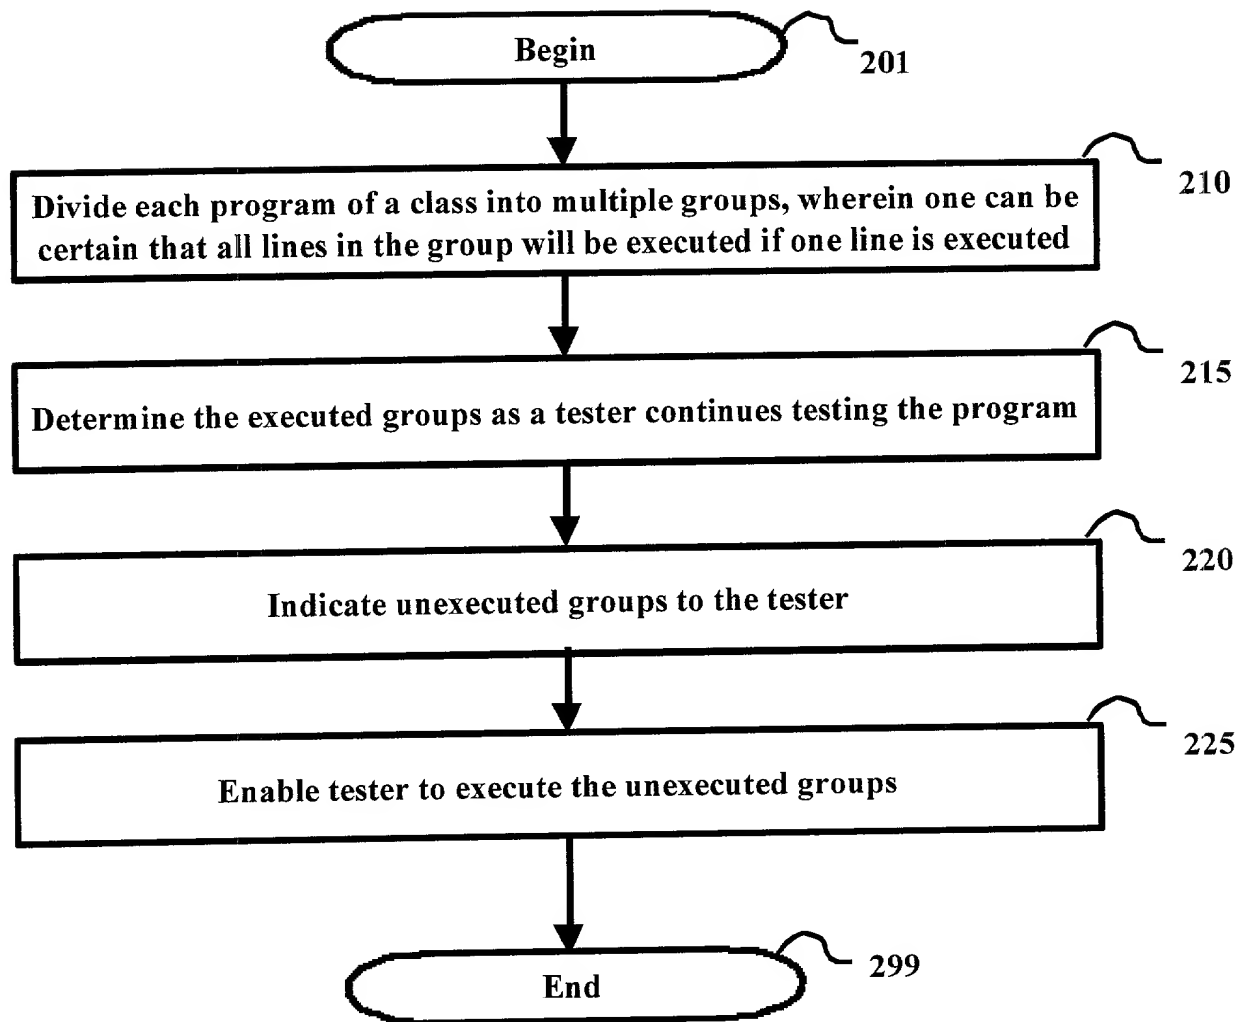 Begin
201
210
Divide each program of a class into multiple groups, wherein one can be
certain that all lines in the group will be executed if one line is executed
215
Determine the executed groups as a tester continues testing the program
220
Indicate unexecuted groups to the tester
225
Enable tester to execute the unexecuted groups
299
End